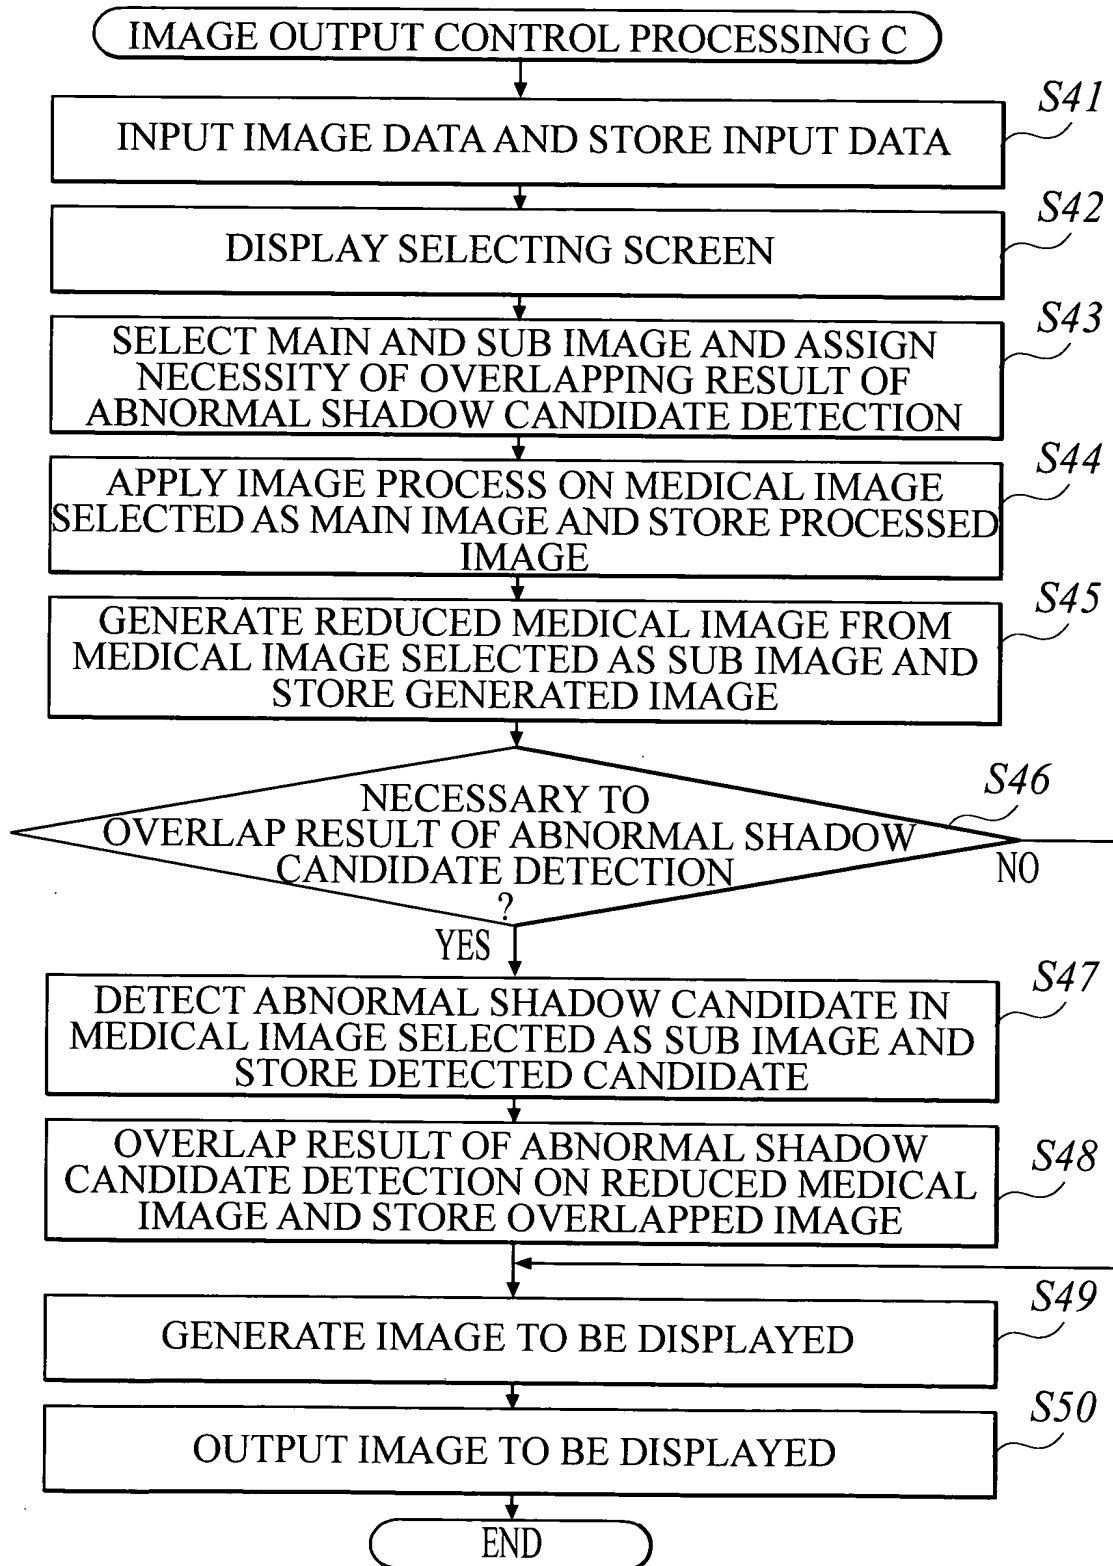 IMAGE OUTPUT CONTROL PROCESSING C
S41
INPUT IMAGE DATA AND STORE INPUT DATA
S42
DISPLAY SELECTING SCREEN
S43
SELECT MAIN AND SUB IMAGE AND ASSIGN
NECESSITY OF OVERLAPPING RESULT OF
ABNORMAL SHADOW CANDIDATE DETECTION
S44
APPLY IMAGE PROCESS ON MEDICAL IMAGE
SELECTED AS MAIN IMAGE AND STORE PROCESSED
IMAGE
S45
GENERATE REDUCED MEDICAL IMAGE FROM
MEDICAL IMAGE SELECTED AS SUB IMAGE AND
STORE GENERATED IMAGE
S46
NECESSARY TO
OVERLAP RESULT OF ABNORMAL SHADOW
CANDIDATE DETECTION
?
NO
YES
S47
DETECT ABNORMAL SHADOW CANDIDATE IN
MEDICAL IMAGE SELECTED AS SUB IMAGE AND
STORE DETECTED CANDIDATE
S48
OVERLAP RESULT OF ABNORMAL SHADOW
CANDIDATE DETECTION ON REDUCED MEDICAL
IMAGE AND STORE OVERLAPPED IMAGE
S49
GENERATE IMAGE TO BE DISPLAYED
S50
OUTPUT IMAGE TO BE DISPLAYED
END